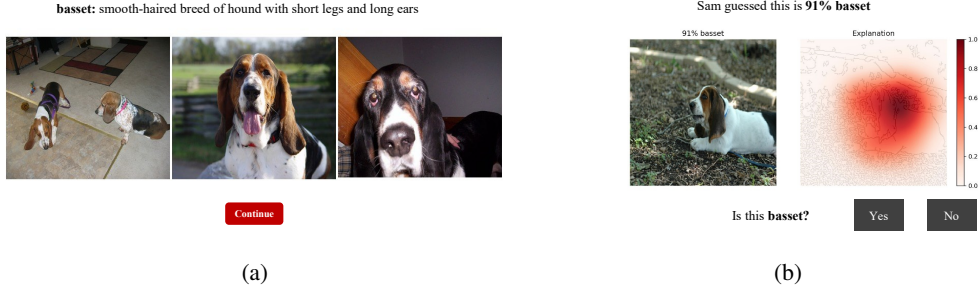 basset: smooth-haired breed of hound with short legs and long ears
Continue
(a)
Sam guessed this is 91% basset
91% basset
Explanation
1.0
0.8
0.6
0.4
0.2
0.0
Is this basset?
Yes
No
(b)